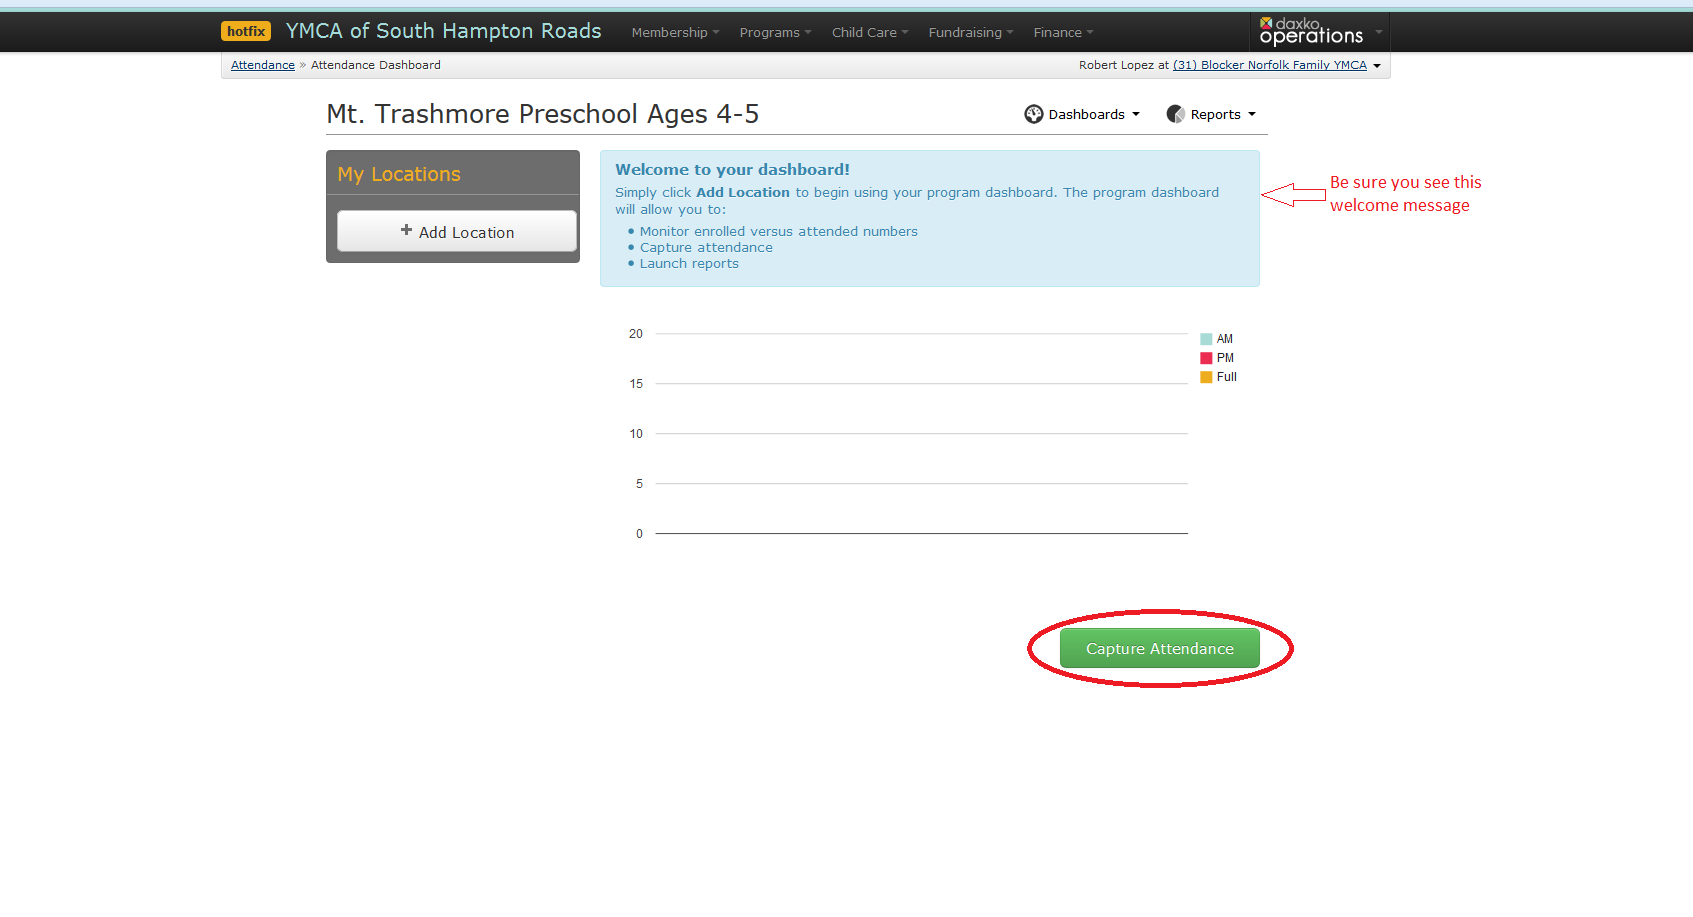 hotfix YMCA of South Hampton Roads Membership Programs Child Care Fundraising Finance daxko operations
Attendance » Attendance Dashboard Robert Lopez at (31) Blocker Norfolk Family YMCA
Mt. Trashmore Preschool Ages 4-5 Dashboards Reports
My Locations
+ Add Location
Welcome to your dashboard!
Simply click Add Location to begin using your program dashboard. The program dashboard
will allow you to:
• Monitor enrolled versus attended numbers
• Capture attendance
• Launch reports
Be sure you see this
welcome message
20
15
10
5
0
AM
PM
Full
Capture Attendance